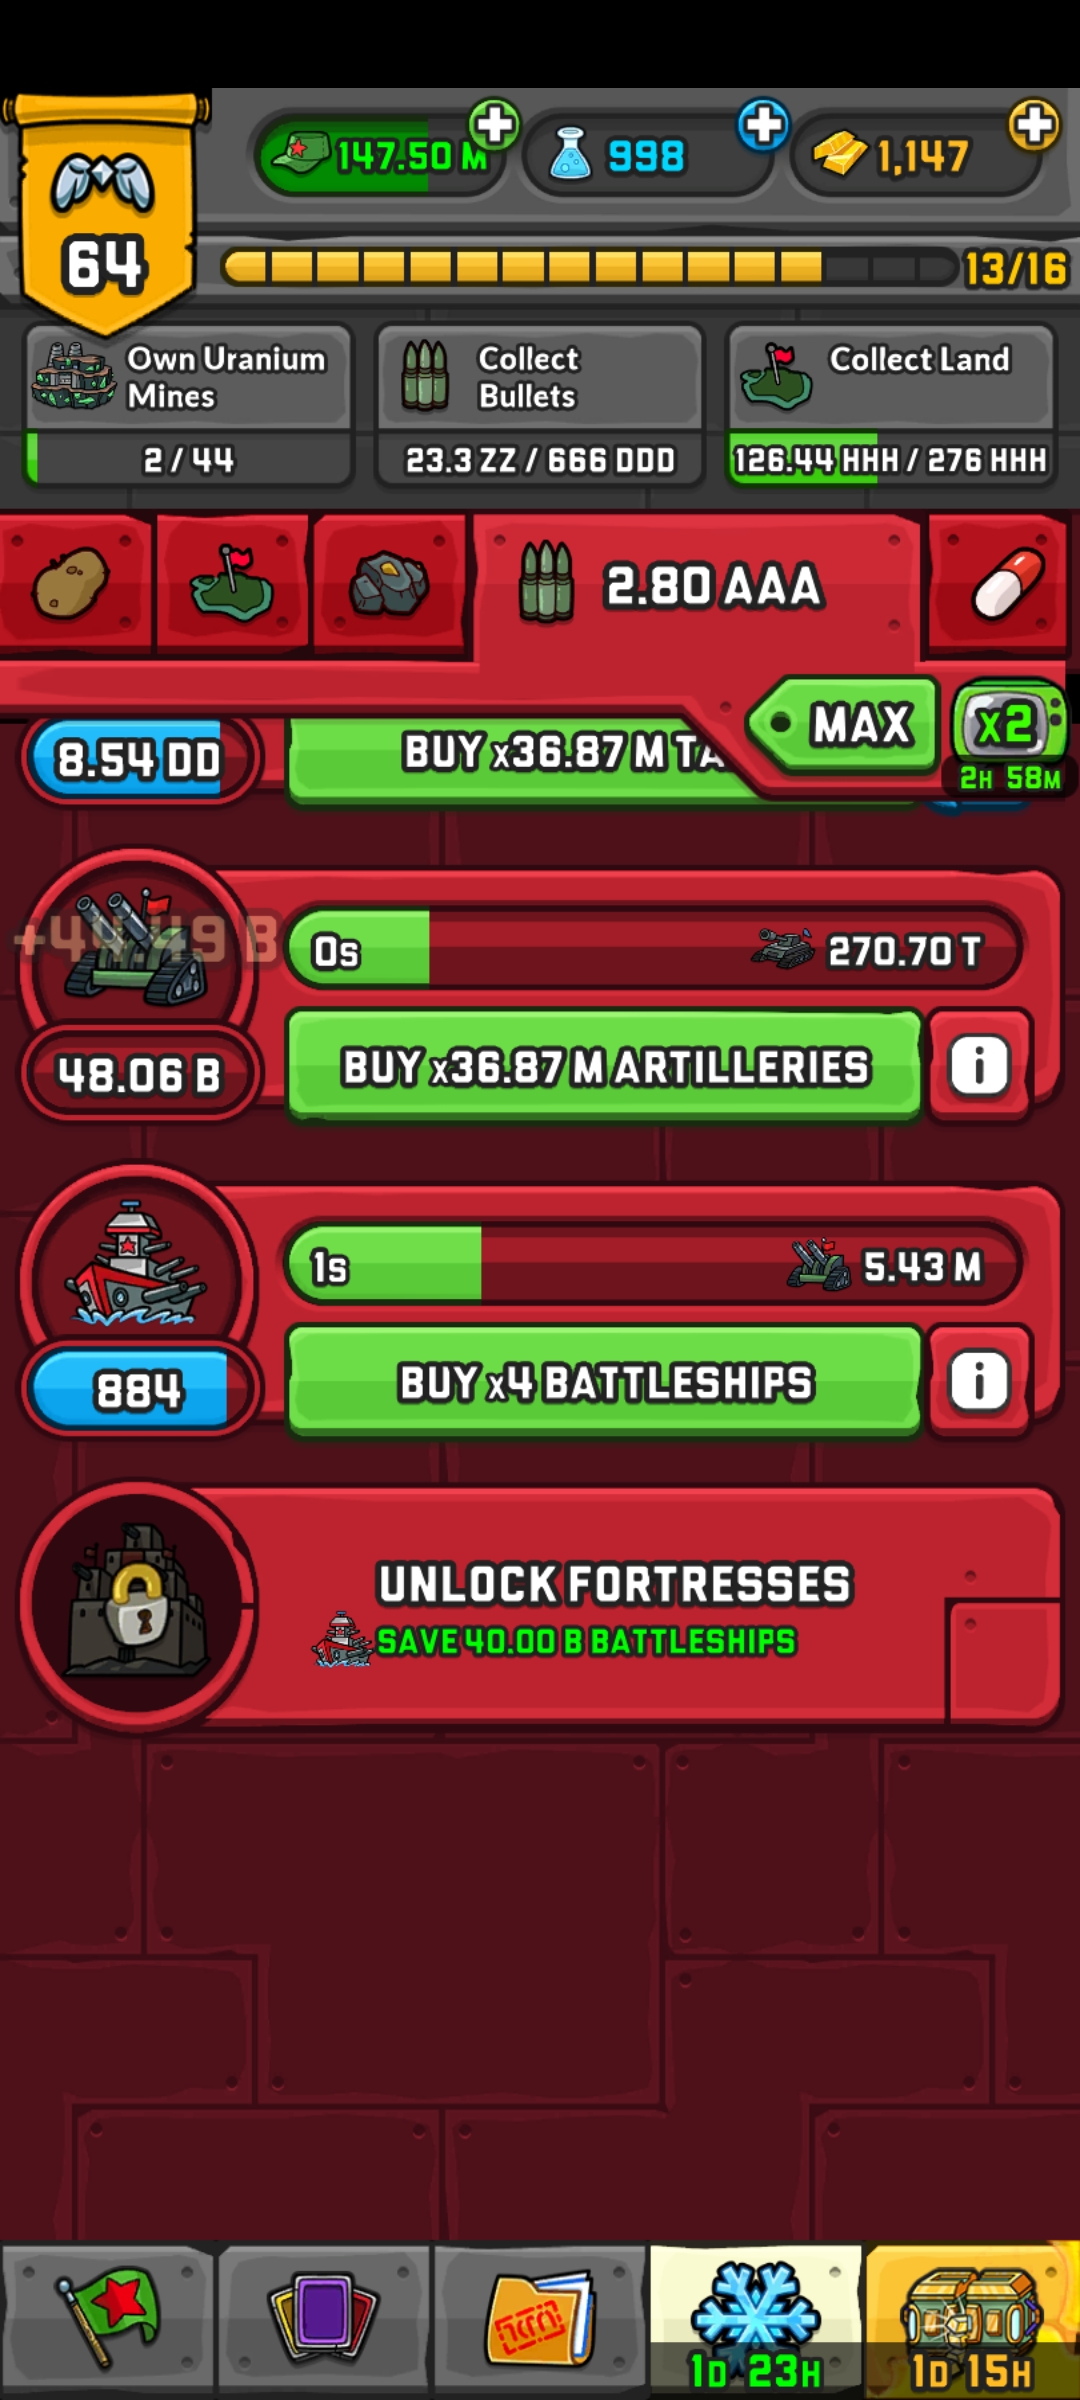 147.50 M
998
1,147
64
13/16
Own Uranium
Mines
2 / 44
Collect
Bullets
23.3 ZZ / 666 DDD
Collect Land
126.44 HHH / 276 HHH
2.80 AAA
MAX
x2
2H 58M
8.54 DD
BUY x36.87 M TA
+44.49 B
0s
270.70 T
48.06 B
BUY x36.87 M ARTILLERIES
i
1s
5.43 M
884
BUY x4 BATTLESHIPS
i
UNLOCK FORTRESSES
SAVE 40.00 B BATTLESHIPS
1D 23H
1D 15H